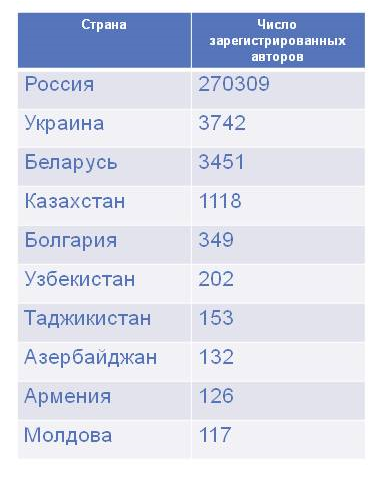 Страна
Число
зарегистрированных
авторов
Россия 270309
Украина 3742
Беларусь 3451
Казахстан 1118
Болгария 349
Узбекистан 202
Таджикистан 153
Азербайджан 132
Армения 126
Молдова 117